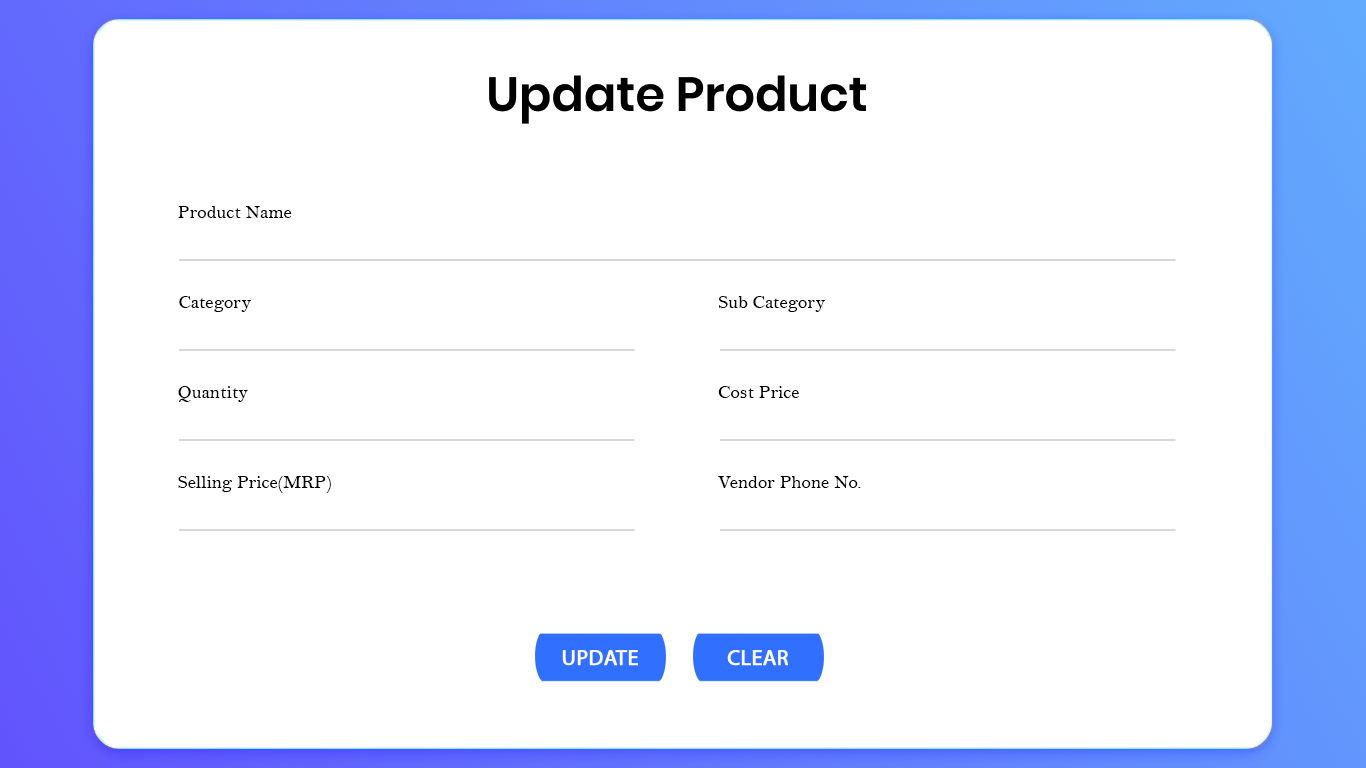 Update Product
Product Name
Category
Sub Category
Quantity
Cost Price
Selling Price(MRP)
Vendor Phone No.
UPDATE
CLEAR